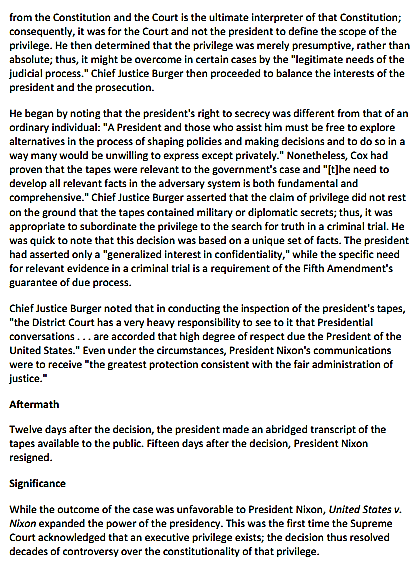 from the Constitution and the Court is the ultimate interpreter of that Constitution;
consequently, it was for the Court and not the president to define the scope of the
privilege. He then determined that the privilege was merely presumptive, rather than
absolute; thus, it might be overcome in certain cases by the "legitimate needs of the
judicial process." Chief Justice Burger then proceeded to balance the interests of the
president and the prosecution.
He began by noting that the president's right to secrecy was different from that of an
ordinary individual: "A President and those who assist him must be free to explore
alternatives in the process of shaping policies and making decisions and to do so in a
way many would be unwilling to express except privately." Nonetheless, Cox had
proven that the tapes were relevant to the government's case and "[t]he need to
develop all relevant facts in the adversary system is both fundamental and
comprehensive." Chief Justice Burger asserted that the claim of privilege did not rest
on the ground that the tapes contained military or diplomatic secrets; thus, it was
appropriate to subordinate the privilege to the search for truth in a criminal trial. He
was quick to note that this decision was based on a unique set of facts. The president
had asserted only a "generalized interest in confidentiality," while the specific need
for relevant evidence in a criminal trial is a requirement of the Fifth Amendment's
guarantee of due process.
Chief Justice Burger noted that in conducting the inspection of the president's tapes,
"the District Court has a very heavy responsibility to see to it that Presidential
conversations . . . are accorded that high degree of respect due the President of the
United States." Even under the circumstances, President Nixon's communications
were to receive "the greatest protection consistent with the fair administration of
justice."
Aftermath
Twelve days after the decision, the president made an abridged transcript of the
tapes available to the public. Fifteen days after the decision, President Nixon
resigned.
Significance
While the outcome of the case was unfavorable to President Nixon, United States v.
Nixon expanded the power of the presidency. This was the first time the Supreme
Court acknowledged that an executive privilege exists; the decision thus resolved
decades of controversy over the constitutionality of that privilege.